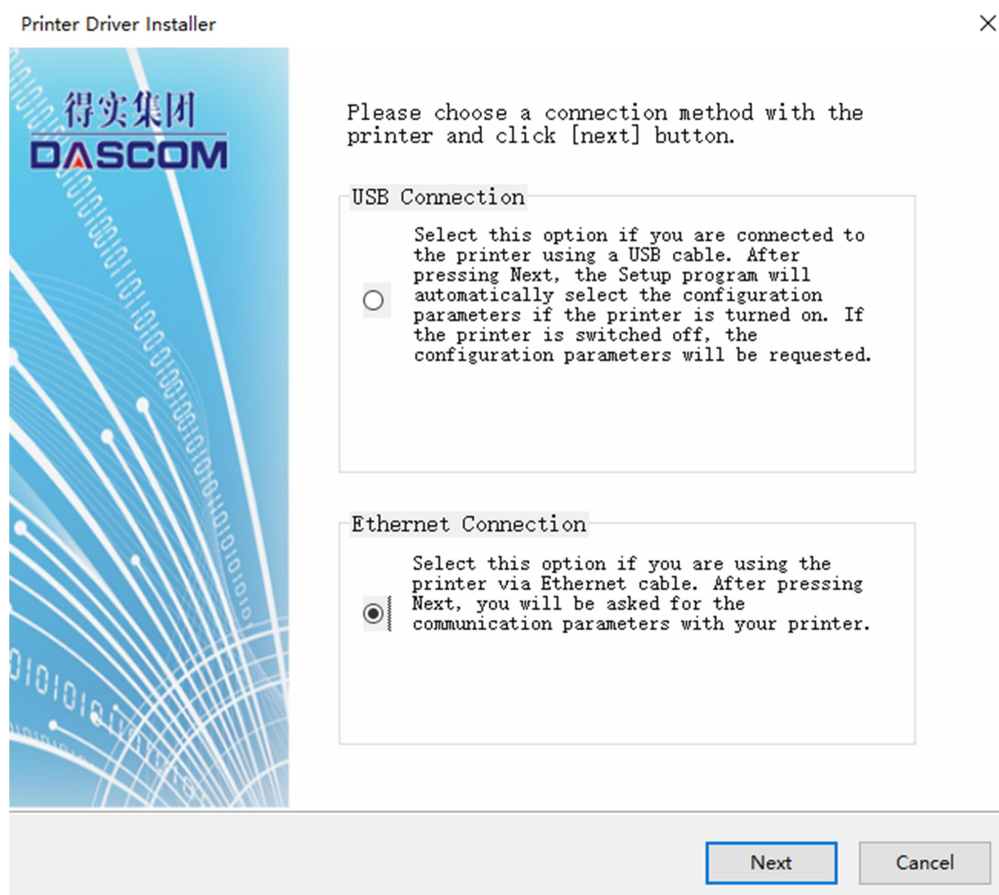 Printer Driver Installer
得实集团
DASCOM
Please choose a connection method with the
printer and click [next] button.
USB Connection
Select this option if you are connected to
the printer using a USB cable. After
pressing Next, the Setup program will
automatically select the configuration
parameters if the printer is turned on. If
the printer is switched off, the
configuration parameters will be requested.
Ethernet Connection
Select this option if you are using the
printer via Ethernet cable. After pressing
Next, you will be asked for the
communication parameters with your printer.
Next
Cancel